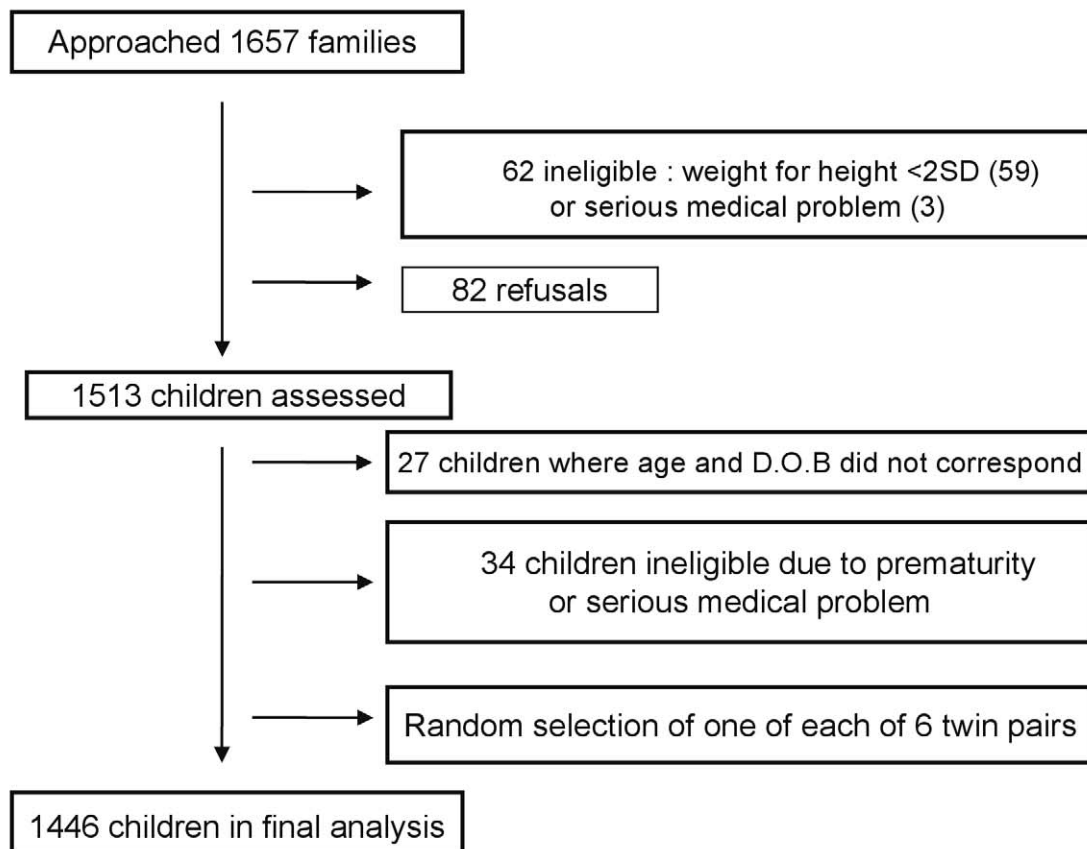 Approached 1657 families
62 ineligible : weight for height <2SD (59)
or serious medical problem (3)
82 refusals
1513 children assessed
27 children where age and D.O.B did not correspond
34 children ineligible due to prematurity
or serious medical problem
Random selection of one of each of 6 twin pairs
1446 children in final analysis